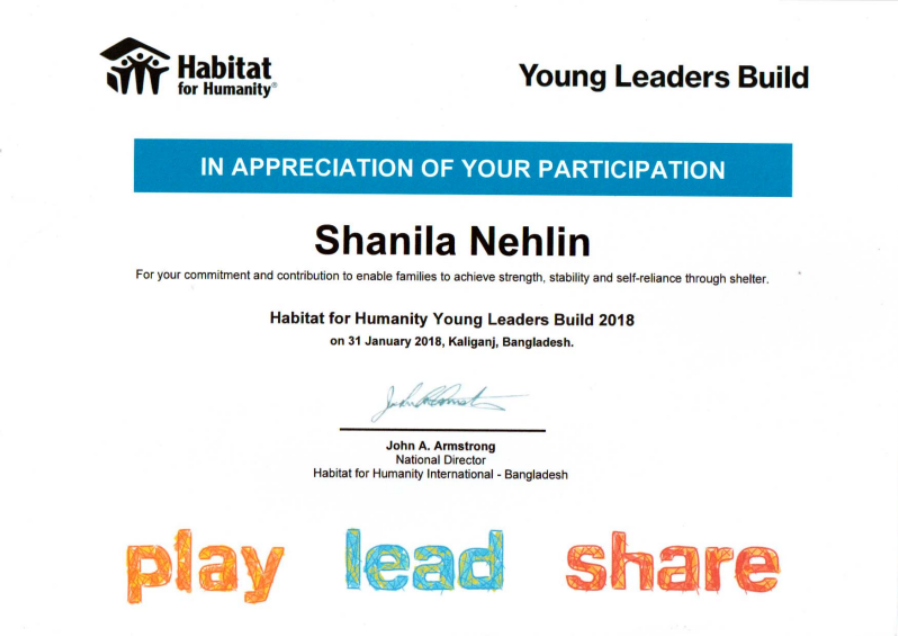 Habitat
for Humanity®
Young Leaders Build
IN APPRECIATION OF YOUR PARTICIPATION
Shanila Nehlin
For your commitment and contribution to enable families to achieve strength, stability and self-reliance through shelter.
Habitat for Humanity Young Leaders Build 2018
on 31 January 2018, Kaliganj, Bangladesh.
John A. Armstrong
National Director
Habitat for Humanity International - Bangladesh
play lead share